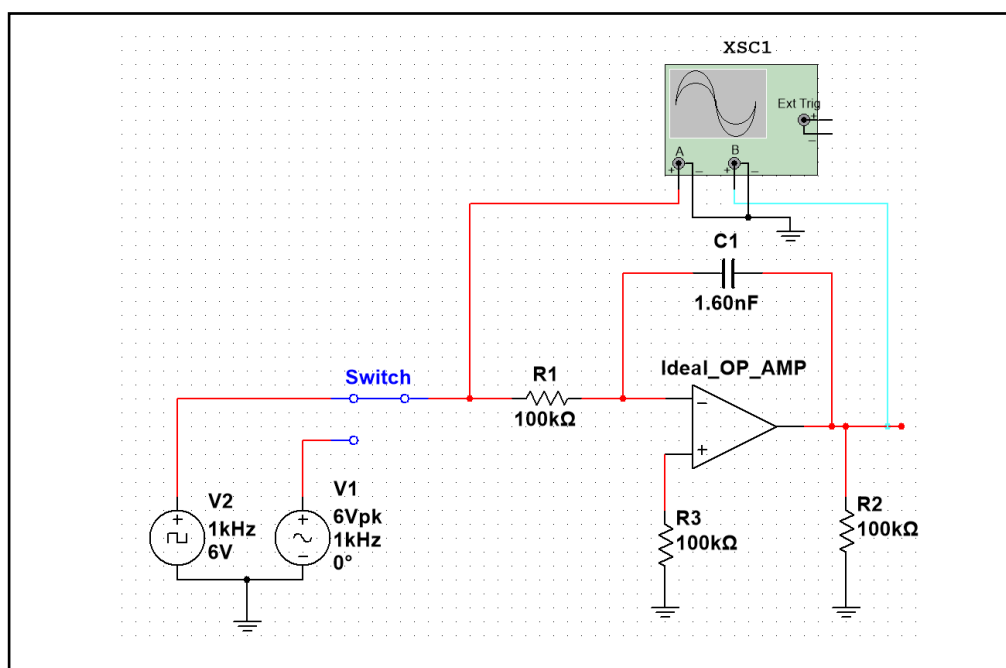 XSC1
Ext Trig
+
−
A
B
+
−
+
−
C1
1.60nF
Ideal_OP_AMP
Switch
R1
100kΩ
−
+
V2
1kHz
6V
+
V1
6Vpk
1kHz
0°
+
−
R3
100kΩ
R2
100kΩ